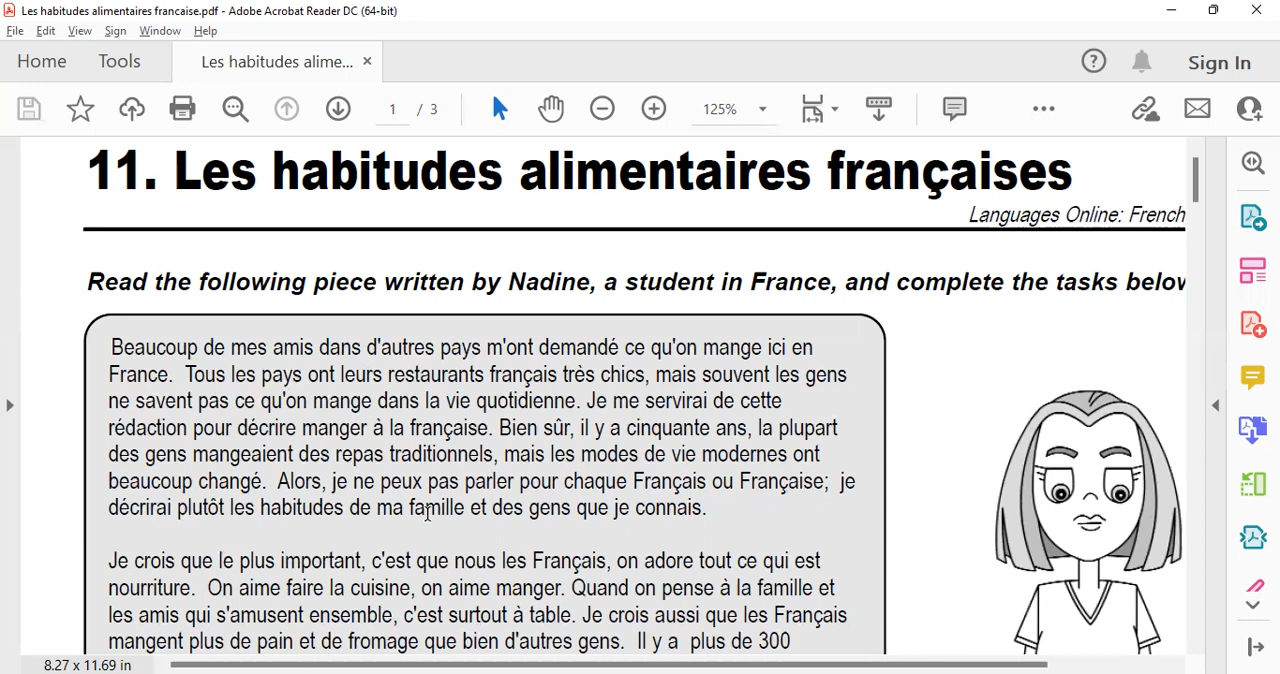 Les habitudes alimentaires francaise.pdf - Adobe Acrobat Reader DC (64-bit)
File Edit View Sign Window Help
Home Tools Les habitudes alime... × Sign In
1 / 3 125%
11. Les habitudes alimentaires françaises
Languages Online: French
Read the following piece written by Nadine, a student in France, and complete the tasks below
Beaucoup de mes amis dans d'autres pays m'ont demandé ce qu'on mange ici en
France. Tous les pays ont leurs restaurants français très chics, mais souvent les gens
ne savent pas ce qu'on mange dans la vie quotidienne. Je me servirai de cette
rédaction pour décrire manger à la française. Bien sûr, il y a cinquante ans, la plupart
des gens mangeaient des repas traditionnels, mais les modes de vie modernes ont
beaucoup changé. Alors, je ne peux pas parler pour chaque Français ou Française; je
décrirai plutôt les habitudes de ma famille et des gens que je connais.
Je crois que le plus important, c'est que nous les Français, on adore tout ce qui est
nourriture. On aime faire la cuisine, on aime manger. Quand on pense à la famille et
les amis qui s'amusent ensemble, c'est surtout à table. Je crois aussi que les Français
mangent plus de pain et de fromage que bien d'autres gens. Il y a plus de 300
8.27 x 11.69 in